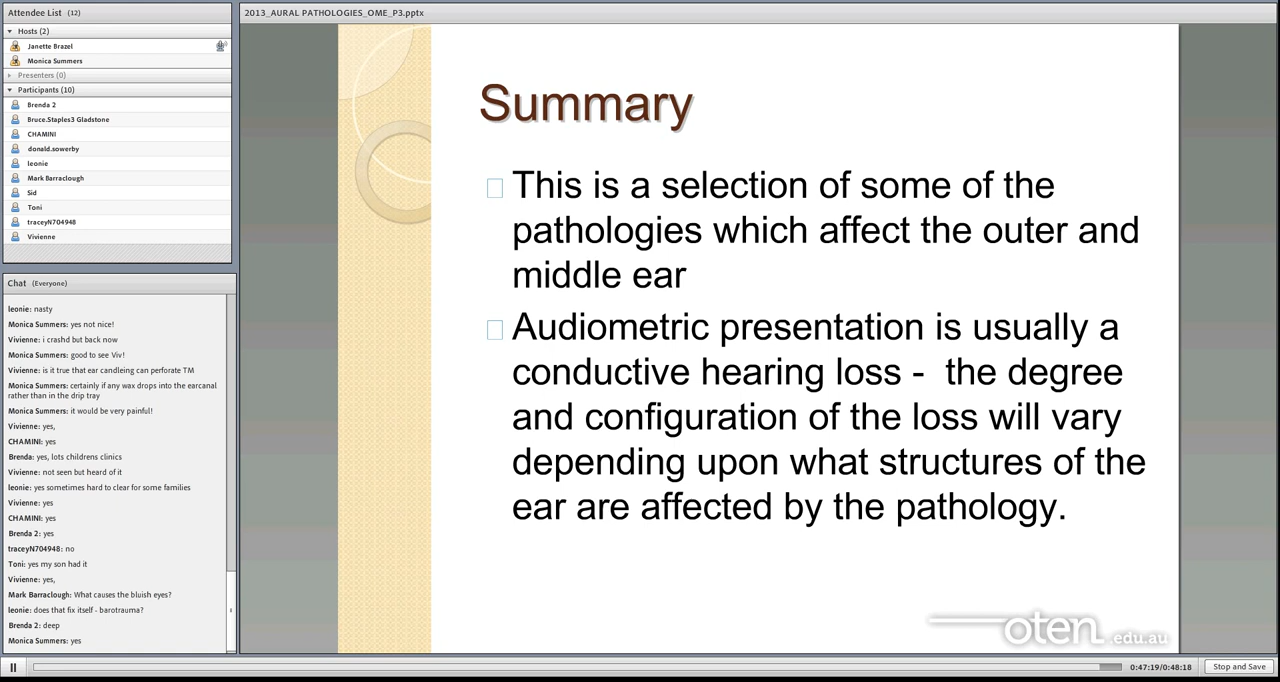 Attendee List (12)
Hosts (2)
Janette Brazel
Monica Summers
Presenters (0)
Participants (10)
Brenda 2
Bruce.Staples3 Gladstone
CHAMINI
donald.sowerby
leonie
Mark Barraclough
Sid
Toni
traceyN704948
Vivienne
Chat (Everyone)
leonie: nasty
Monica Summers: yes not nice!
Vivienne: i crashd but back now
Monica Summers: good to see Viv!
Vivienne: is it true that ear candleing can perforate TM
Monica Summers: certainly if any wax drops into the earcanal
rather than in the drip tray
Monica Summers: it would be very painful!
Vivienne: yes,
CHAMINI: yes
Brenda: yes, lots childrens clinics
Vivienne: not seen but heard of it
leonie: yes sometimes hard to clear for some families
Vivienne: yes
CHAMINI: yes
Brenda 2: yes
traceyN704948: no
Toni: yes my son had it
Vivienne: yes,
Mark Barraclough: What causes the bluish eyes?
leonie: does that fix itself - barotrauma?
Brenda 2: deep
Monica Summers: yes
2013_AURAL PATHOLOGIES_OME_P3.pptx
Summary
This is a selection of some of the
pathologies which affect the outer and
middle ear
Audiometric presentation is usually a
conductive hearing loss - the degree
and configuration of the loss will vary
depending upon what structures of the
ear are affected by the pathology.
oten.edu.au
0:47:19/0:48:18
Stop and Save